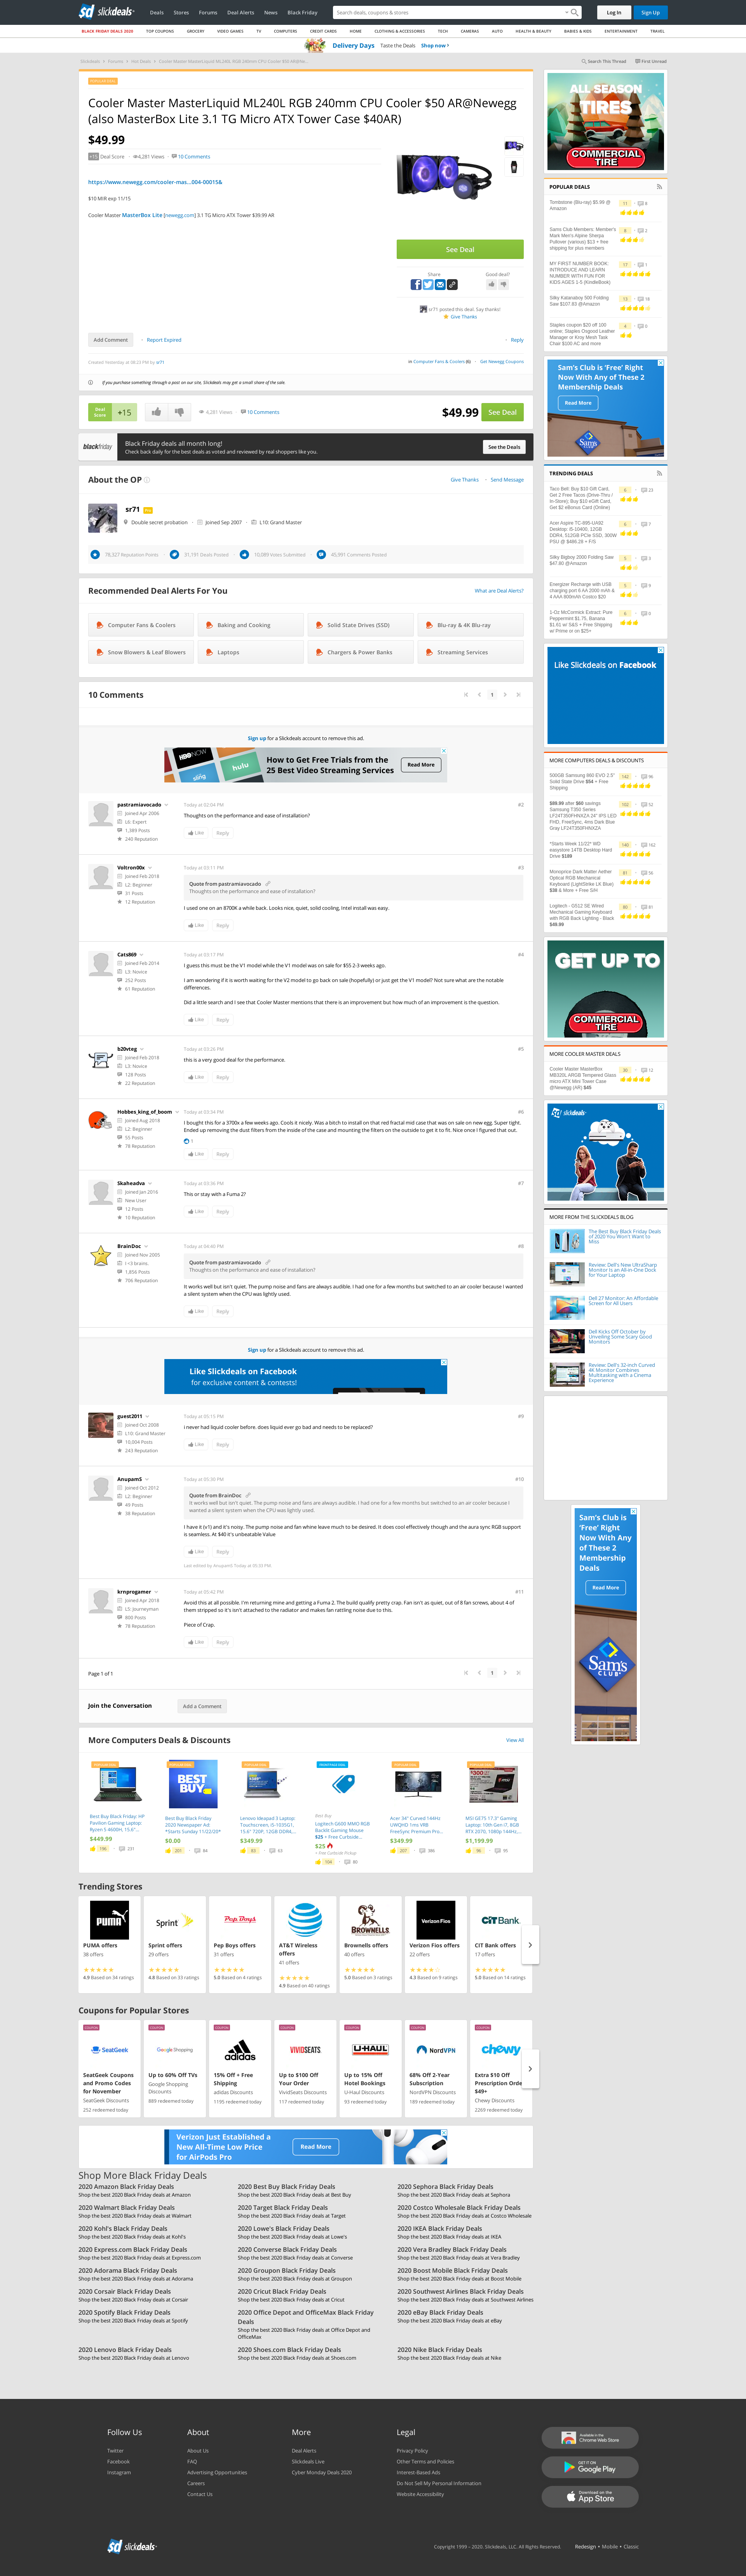 sd slickdeals
Deals
Stores
Forums
Deal Alerts
News
Black Friday
Search deals, coupons & stores
Log In
Sign Up
BLACK FRIDAY DEALS 2020
TOP COUPONS
GROCERY
VIDEO GAMES
TV
COMPUTERS
CREDIT CARDS
HOME
CLOTHING & ACCESSORIES
TECH
CAMERAS
AUTO
HEALTH & BEAUTY
BABIES & KIDS
ENTERTAINMENT
TRAVEL
Delivery Days Taste the Deals Shop now
Slickdeals Forums Hot Deals Cooler Master MasterLiquid ML240L RGB 240mm CPU Cooler $50 AR@Ne...
Search This Thread
First Unread
Cooler Master MasterLiquid ML240L RGB 240mm CPU Cooler $50 AR@Newegg
(also MasterBox Lite 3.1 TG Micro ATX Tower Case $40AR)
$49.99
+15 Deal Score
4,281 Views
10 Comments
https://www.newegg.com/cooler-mas...004-00015&
$10 MIR exp 11/15
Cooler Master MasterBox Lite [newegg.com] 3.1 TG Micro ATX Tower $39.99 AR
See Deal
Share
Good deal?
sr71 posted this deal. Say thanks!
Give Thanks
Add Comment
Report Expired
Reply
Created Yesterday at 08:23 PM by sr71
in Computer Fans & Coolers (6)
Get Newegg Coupons
If you purchase something through a post on our site, Slickdeals may get a small share of the sale.
Deal Score +15
4,281 Views
10 Comments
$49.99
See Deal
blackfriday
Black Friday deals all month long!
Check back daily for the best deals as voted and reviewed by real shoppers like you.
See the Deals
About the OP
Give Thanks
Send Message
sr71
Double secret probation
Joined Sep 2007
L10: Grand Master
78,327 Reputation Points
31,191 Deals Posted
10,089 Votes Submitted
45,991 Comments Posted
Recommended Deal Alerts For You
What are Deal Alerts?
Computer Fans & Coolers
Baking and Cooking
Solid State Drives (SSD)
Blu-ray & 4K Blu-ray
Snow Blowers & Leaf Blowers
Laptops
Chargers & Power Banks
Streaming Services
10 Comments
1
Sign up for a Slickdeals account to remove this ad.
HBO NOW
sling
hulu
How to Get Free Trials from the
25 Best Video Streaming Services
Read More
pastramiavocado
Joined Apr 2006
L6: Expert
1,389 Posts
245 Reputation
Today at 02:04 PM
#2
Thoughts on the performance and ease of installation?
Like
Reply
Voltron00x
Joined Feb 2018
L2: Beginner
31 Posts
12 Reputation
Today at 03:11 PM
#3
Quote from pastramiavocado
Thoughts on the performance and ease of installation?
I used one on an 8700K a while back. Looks nice, quiet, solid cooling, Intel install was easy.
Like
Reply
Cats869
Joined Feb 2014
L3: Novice
252 Posts
61 Reputation
Today at 03:17 PM
#4
I guess this must be the V1 model while the V1 model was on sale for $55 2-3 weeks ago.
I am wondering if it is worth waiting for the V2 model to go back on sale (hopefully) or just get the V1 model? Not sure what are the notable
differences.
Did a little search and I see that Cooler Master mentions that there is an improvement but how much of an improvement is the question.
Like
Reply
b20vteg
Joined Feb 2018
L3: Novice
128 Posts
22 Reputation
Today at 03:26 PM
#5
this is a very good deal for the performance.
Like
Reply
Hobbes_king_of_boom
Joined Aug 2018
L2: Beginner
55 Posts
78 Reputation
Today at 03:34 PM
#6
I bought this for a 3700x a few weeks ago. Cools it nicely. Was a bitch to install on that red fractal mini case that was on sale on new egg, Super tight.
Ended up removing the dust filters from the inside of the case and mounting the filters on the outside to get it to fit. Nice once I figured that out.
1
Like
Reply
Skaheadva
Joined Jan 2016
New User
12 Posts
10 Reputation
Today at 03:36 PM
#7
This or stay with a Fuma 2?
Like
Reply
BrainDoc
Joined Nov 2005
I <3 brains.
1,856 Posts
706 Reputation
Today at 04:49 PM
#8
Quote from pastramiavocado
Thoughts on the performance and ease of installation?
It works well but isn't quiet. The pump noise and fans are always audible. I had one for a few months but switched to an air cooler because I wanted
a silent system when the CPU was lightly used.
Like
Reply
Sign up for a Slickdeals account to remove this ad.
Like Slickdeals on Facebook
for exclusive content & contests!
guest2011
Joined Oct 2008
L10: Grand Master
10,004 Posts
243 Reputation
Today at 05:15 PM
#9
i never had liquid cooler before. does liquid ever go bad and needs to be replaced?
Like
Reply
AnupamS
Joined Oct 2012
L2: Beginner
49 Posts
38 Reputation
Today at 05:30 PM
#10
Quote from BrainDoc
It works well but isn't quiet. The pump noise and fans are always audible. I had one for a few months but switched to an air cooler because I
wanted a silent system when the CPU was lightly used.
I have it (v1) and it's noisy. The pump noise and fan whine leave much to be desired. It does cool effectively though and the aura sync RGB support
is seamless. At $40 it's unbeatable Value
Like
Reply
Last edited by AnupamS Today at 05:35 PM.
krnprogamer
Joined Apr 2018
L5: Journeyman
800 Posts
78 Reputation
Today at 05:42 PM
#11
Avoid this at all possible. I'm returning mine and getting a Fuma 2. The build quality pretty crap. Fan isn't as quiet, out of 8 fan screws, about 4 of
them stripped so it's isn't attached to the radiator and makes fan rattling noise due to this.
Piece of Crap.
Like
Reply
Page 1 of 1
1
Join the Conversation
Add a Comment
More Computers Deals & Discounts
View All
Best Buy Black Friday: HP Pavilion Gaming Laptop: Ryzen 5 4600H, 15.6"...
$449.99
196
231
BEST BUY
Best Buy Black Friday 2020 Newspaper Ad *Starts Sunday 11/22/20*
$0.00
201
84
Lenovo Ideapad 3 Laptop: Touchscreen, i5-1035G1, 15.6" 720P, 12GB DDR4,...
$349.99
83
63
Best Buy
Logitech G600 MMO RGB Backlit Gaming Mouse $25 + Free Curbside...
$25
+ Free Curbside Pickup
104
80
Acer 34" Curved 144Hz UWQHD 1ms VRB FreeSync Premium Pro...
$349.99
207
386
MSI GE75 17.3" Gaming Laptop: 10th Gen i7, 8GB RTX 2070, 1080p 144Hz,...
$1,199.99
96
90
Trending Stores
PUMA
PUMA offers
38 offers
4.9 Based on 34 ratings
Sprint
Sprint offers
29 offers
4.8 Based on 33 ratings
Pep Boys
Pep Boys offers
31 offers
5.0 Based on 4 ratings
AT&T
AT&T Wireless offers
41 offers
4.9 Based on 40 ratings
BROWNELLS
Brownells offers
40 offers
5.0 Based on 3 ratings
Verizon Fios
Verizon Fios offers
22 offers
4.3 Based on 9 ratings
CIT BANK
CIT Bank offers
17 offers
5.0 Based on 14 ratings
Coupons for Popular Stores
COUPON
SeatGeek
SeatGeek Coupons and Promo Codes for November
SeatGeek Discounts
252 redeemed today
COUPON
Google Shopping
Up to 60% Off TVs
Google Shopping Discounts
889 redeemed today
COUPON
adidas
15% Off + Free Shipping
adidas Discounts
1195 redeemed today
COUPON
VIVIDSEATS
Up to $100 Off Your Order
VividSeats Discounts
117 redeemed today
COUPON
U-HAUL
Up to 15% Off Hotel Bookings
U-Haul Discounts
93 redeemed today
COUPON
NordVPN
68% Off 2-Year Subscription
NordVPN Discounts
189 redeemed today
COUPON
chewy
Extra $10 Off Prescription Orde
$49+
Chewy Discounts
2269 redeemed today
Verizon Just Established a
New All-Time Low Price
for AirPods Pro
Read More
Shop More Black Friday Deals
2020 Amazon Black Friday Deals
Shop the best 2020 Black Friday deals at Amazon
2020 Best Buy Black Friday Deals
Shop the best 2020 Black Friday deals at Best Buy
2020 Sephora Black Friday Deals
Shop the best 2020 Black Friday deals at Sephora
2020 Walmart Black Friday Deals
Shop the best 2020 Black Friday deals at Walmart
2020 Target Black Friday Deals
Shop the best 2020 Black Friday deals at Target
2020 Costco Wholesale Black Friday Deals
Shop the best 2020 Black Friday deals at Costco Wholesale
2020 Kohl's Black Friday Deals
Shop the best 2020 Black Friday deals at Kohl's
2020 Lowe's Black Friday Deals
Shop the best 2020 Black Friday deals at Lowe's
2020 IKEA Black Friday Deals
Shop the best 2020 Black Friday deals at IKEA
2020 Express.com Black Friday Deals
Shop the best 2020 Black Friday deals at Express.com
2020 Converse Black Friday Deals
Shop the best 2020 Black Friday deals at Converse
2020 Vera Bradley Black Friday Deals
Shop the best 2020 Black Friday deals at Vera Bradley
2020 Adorama Black Friday Deals
Shop the best 2020 Black Friday deals at Adorama
2020 Groupon Black Friday Deals
Shop the best 2020 Black Friday deals at Groupon
2020 Boost Mobile Black Friday Deals
Shop the best 2020 Black Friday deals at Boost Mobile
2020 Corsair Black Friday Deals
Shop the best 2020 Black Friday deals at Corsair
2020 Cricut Black Friday Deals
Shop the best 2020 Black Friday deals at Cricut
2020 Southwest Airlines Black Friday Deals
Shop the best 2020 Black Friday deals at Southwest Airlines
2020 Spotify Black Friday Deals
Shop the best 2020 Black Friday deals at Spotify
2020 Office Depot and OfficeMax Black Friday Deals
Shop the best 2020 Black Friday deals at Office Depot and OfficeMax
2020 eBay Black Friday Deals
Shop the best 2020 Black Friday deals at eBay
2020 Lenovo Black Friday Deals
Shop the best 2020 Black Friday deals at Lenovo
2020 Shoes.com Black Friday Deals
Shop the best 2020 Black Friday deals at Shoes.com
2020 Nike Black Friday Deals
Shop the best 2020 Black Friday deals at Nike
ALL SEASON
TIRES
COMMERCIAL
TIRE
POPULAR DEALS
Tombstone (Blu-ray) $5.99 @ Amazon
11
8
Sams Club Members: Member's Mark Men's Alpine Sherpa Pullover (various) $13 + free shipping for plus members
8
2
MY FIRST NUMBER BOOK: INTRODUCE AND LEARN NUMBER WITH FUN FOR KIDS AGES 1-5 (KindleBook)
17
1
Silky Katanaboy 500 Folding Saw $107.83 @Amazon
13
18
Staples coupon $20 off 100 online; Staples Osgood Leather Manager or Kroy Mesh Task Chair $100 AC and more
4
0
Sam's Club is 'Free' Right
Now With Any of These 2
Membership Deals
Read More
Sam's
TRENDING DEALS
Taco Bell: Buy $10 Gift Card, Get 2 Free Tacos (Drive-Thru / In-Store); Buy $10 eGift Card, Get $2 eBonus Card (Online)
6
23
Acer Aspire TC-895-UA92 Desktop: i5-10400, 12GB DDR4, 512GB PCIe SSD, 300W PSU @ $486.28 + F/S
6
7
Silky Bigboy 2000 Folding Saw $47.80 @Amazon
5
3
Energizer Recharge with USB charging port 6 AA 2000 mAh & 4 AAA 800mAh Costco $20
5
9
1-Oz McCormick Extract: Pure Peppermint $1.75, Banana $1.61 w/ S&S + Free Shipping w/ Prime or on $25+
6
0
Like Slickdeals on Facebook
MORE COMPUTERS DEALS & DISCOUNTS
500GB Samsung 860 EVO 2.5" Solid State Drive $54 + Free Shipping
142
96
$89.99 after $60 savings Samsung T35S Series LF24T350FHNXZA 24" IPS LED FHD, FreeSync, 4ms Dark Blue Gray LF24T350FHNXZA
102
52
*Starts Week 11/22* WD easystore 14TB Desktop Hard Drive $189
140
162
Monoprice Dark Matter Aether Optical RGB Mechanical Keyboard (LightStrike LK Blue) $38 & More + Free S/H
81
56
Logitech - G512 SE Wired Mechanical Gaming Keyboard with RGB Back Lighting - Black $49.99
80
81
GET UP TO
COMMERCIAL
TIRE
MORE COOLER MASTER DEALS
Cooler Master MasterBox MB320L ARGB Tempered Glass micro ATX Mini Tower Case @Newegg (AR) $45
30
12
sd slickdeals
MORE FROM THE SLICKDEALS BLOG
The Best Buy Black Friday Deals of 2020 You Won't Want to Miss
Review: Dell's New UltraSharp Monitor Is an All-in-One Dock for Your Laptop
Dell 27 Monitor: An Affordable Screen for All Users
Dell Kicks Off October by Unveiling Some Scary Good Monitors
Review: Dell's 32-inch Curved 4K Monitor Combines Multitasking with a Cinema Experience
Sam's Club is
'Free' Right
Now With Any
of These 2
Membership
Deals
Read More
Sam's
CLUB
Follow Us
Twitter
Facebook
Instagram
About
About Us
FAQ
Advertising Opportunities
Careers
Contact Us
More
Deal Alerts
Slickdeals Live
Cyber Monday Deals 2020
Legal
Privacy Policy
Other Terms and Policies
Interest-Based Ads
Do Not Sell My Personal Information
Website Accessibility
Available in the Chrome Web Store
GET IT ON Google Play
Download on the App Store
sd slickdeals
Copyright 1999 – 2020. Slickdeals, LLC. All Rights Reserved.
Redesign • Mobile • Classic